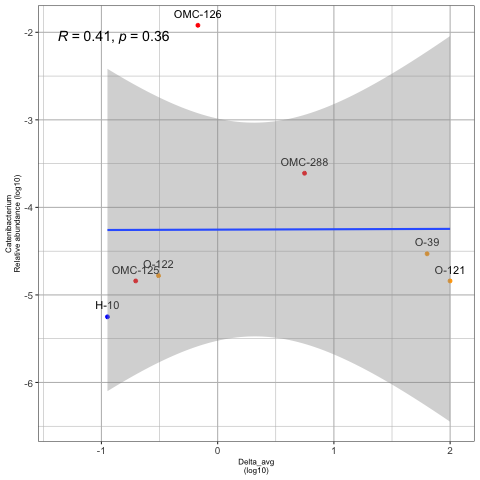 OMC-126
R = 0.41, p = 0.36
OMC-288
O-39
O-122
OMC-125
O-121
H-10
-2
-3
-4
-5
-6
Catenibacterium
Relative abundance (log10)
-1
0
1
2
Delta_avg
(log10)